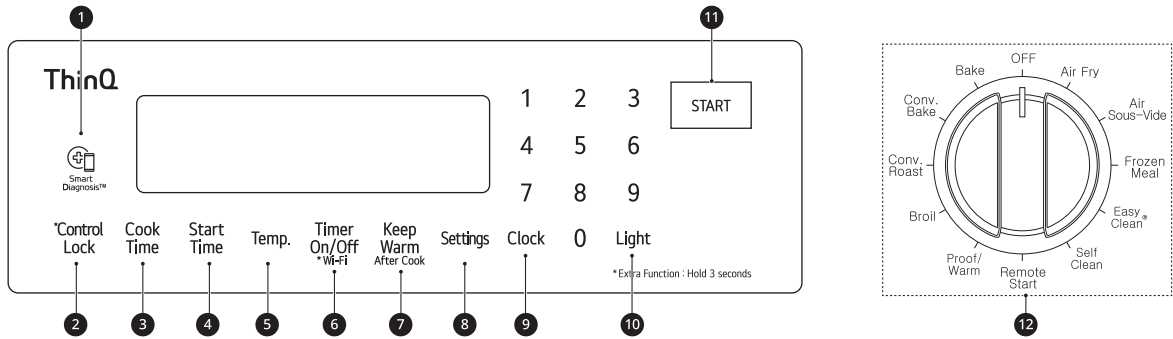 1
11
ThinQ
1 2 3
START
4 5 6
Smart
Diagnosis™
7 8 9
*Control
Lock
Cook
Time
Start
Time
Temp.
Timer
On/Off
*Wi-Fi
Keep
Warm
After Cook
Settings
Clock
0
Light
*Extra Function : Hold 3 seconds
2
3
4
5
6
7
8
9
10
OFF
Air Fry
Air
Sous-Vide
Frozen
Meal
Easy
Clean®
Self
Clean
Remote
Start
Proof/
Warm
Broil
Conv.
Roast
Conv.
Bake
Bake
12